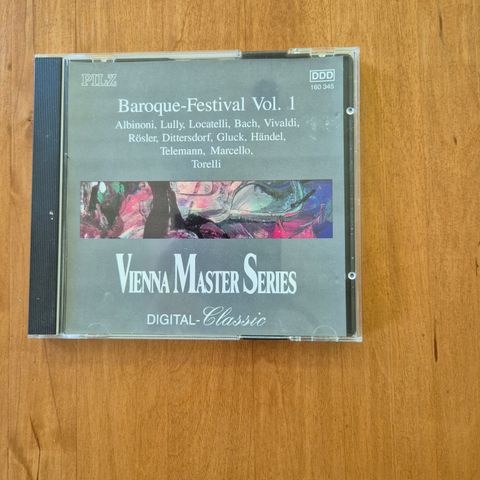 PILZ
DDD
160 345
Baroque-Festival Vol. 1
Albinoni, Lully, Locatelli, Bach, Vivaldi,
Rösler, Dittersdorf, Gluck, Händel,
Telemann, Marcello,
Torelli
VIENNA MASTER SERIES
DIGITAL-Classic